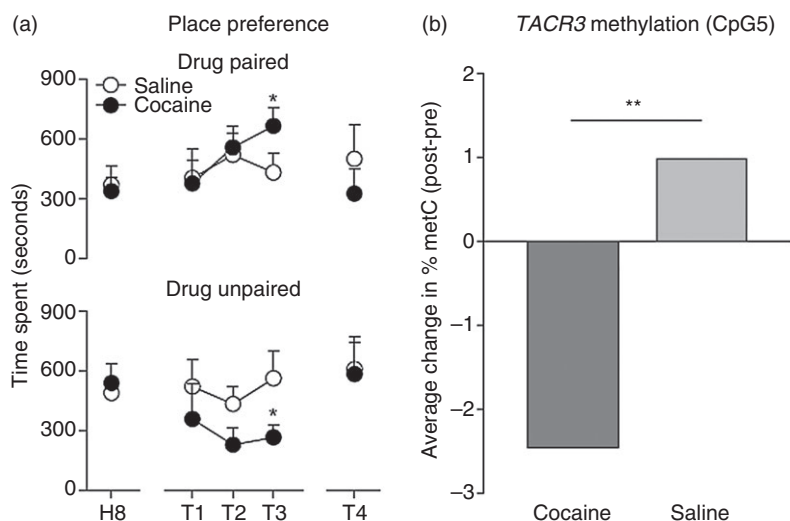 (a)
Place preference
Drug paired
900
Saline
Cocaine
*
600
300
0
Time spent (seconds)
Drug unpaired
900
600
300
*
0
H8
T1 T2 T3
T4
(b)
TACR3 methylation (CpG5)
2
**
1
0
−1
−2
−3
Average change in % metC (post-pre)
Cocaine
Saline